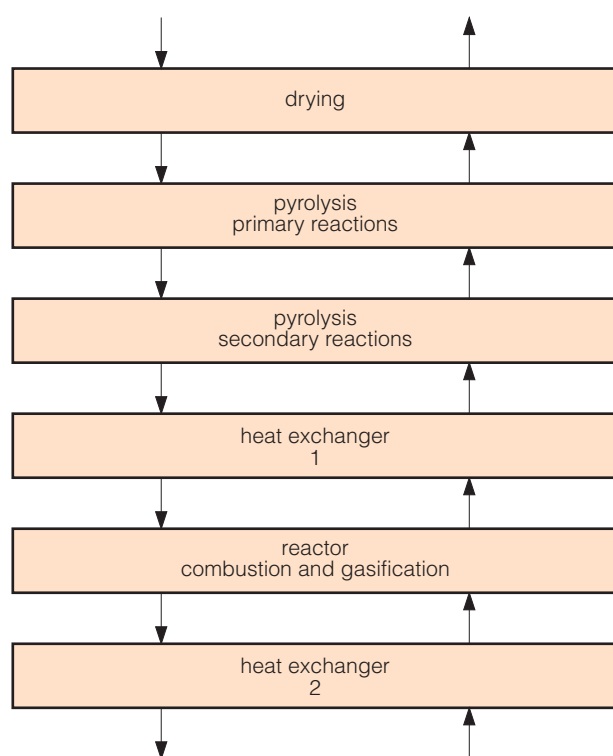 drying
pyrolysis
primary reactions
pyrolysis
secondary reactions
heat exchanger
1
reactor
combustion and gasification
heat exchanger
2